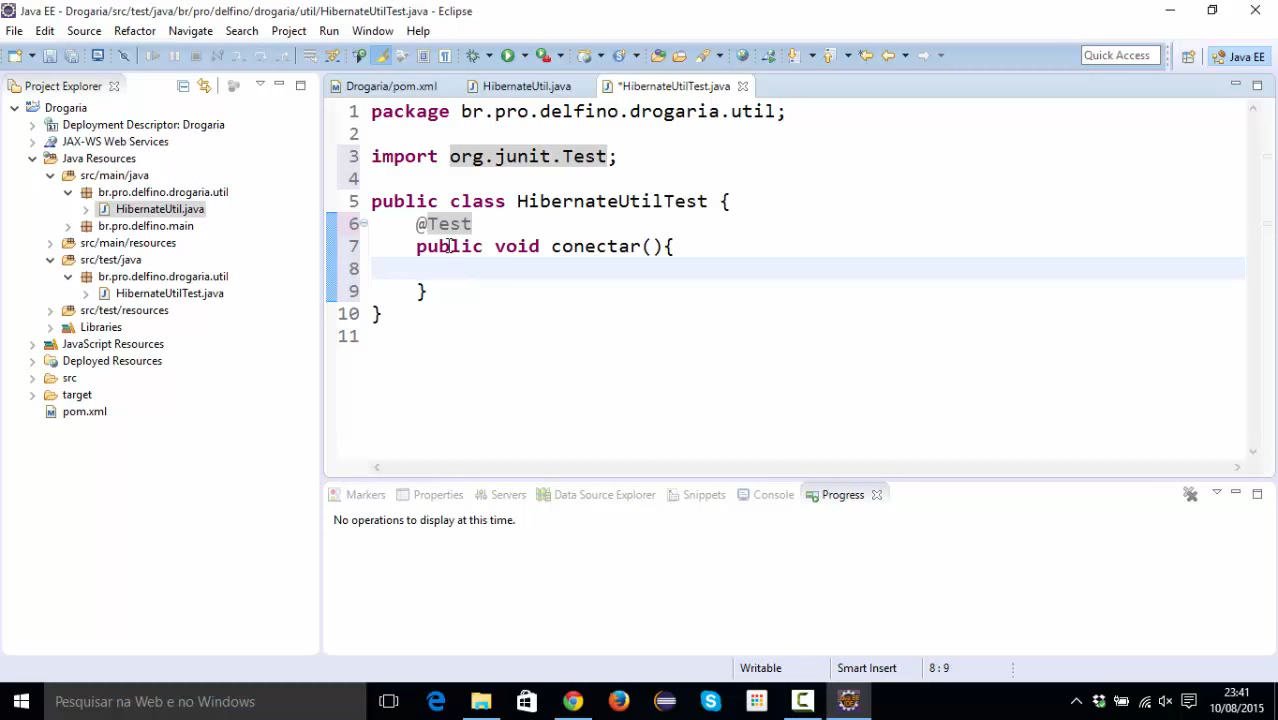 Java EE - Drogaria/src/test/java/br/pro/delfino/drogaria/util/HibernateUtilTest.java - Eclipse
File Edit Source Refactor Navigate Search Project Run Window Help
Quick Access
Java EE
Project Explorer
Drogaria/pom.xml
HibernateUtil.java
*HibernateUtilTest.java
Drogaria
Deployment Descriptor: Drogaria
JAX-WS Web Services
Java Resources
src/main/java
br.pro.delfino.drogaria.util
HibernateUtil.java
br.pro.delfino.main
src/main/resources
src/test/java
br.pro.delfino.drogaria.util
HibernateUtilTest.java
src/test/resources
Libraries
JavaScript Resources
Deployed Resources
src
target
pom.xml
1 package br.pro.delfino.drogaria.util;
2
3 import org.junit.Test;
4
5 public class HibernateUtilTest {
6 @Test
7 public void conectar(){
8
9 }
10 }
11
Markers Properties Servers Data Source Explorer Snippets Console Progress
No operations to display at this time.
Writable Smart Insert 8 : 9
Pesquisar na Web e no Windows
23:41
10/08/2015